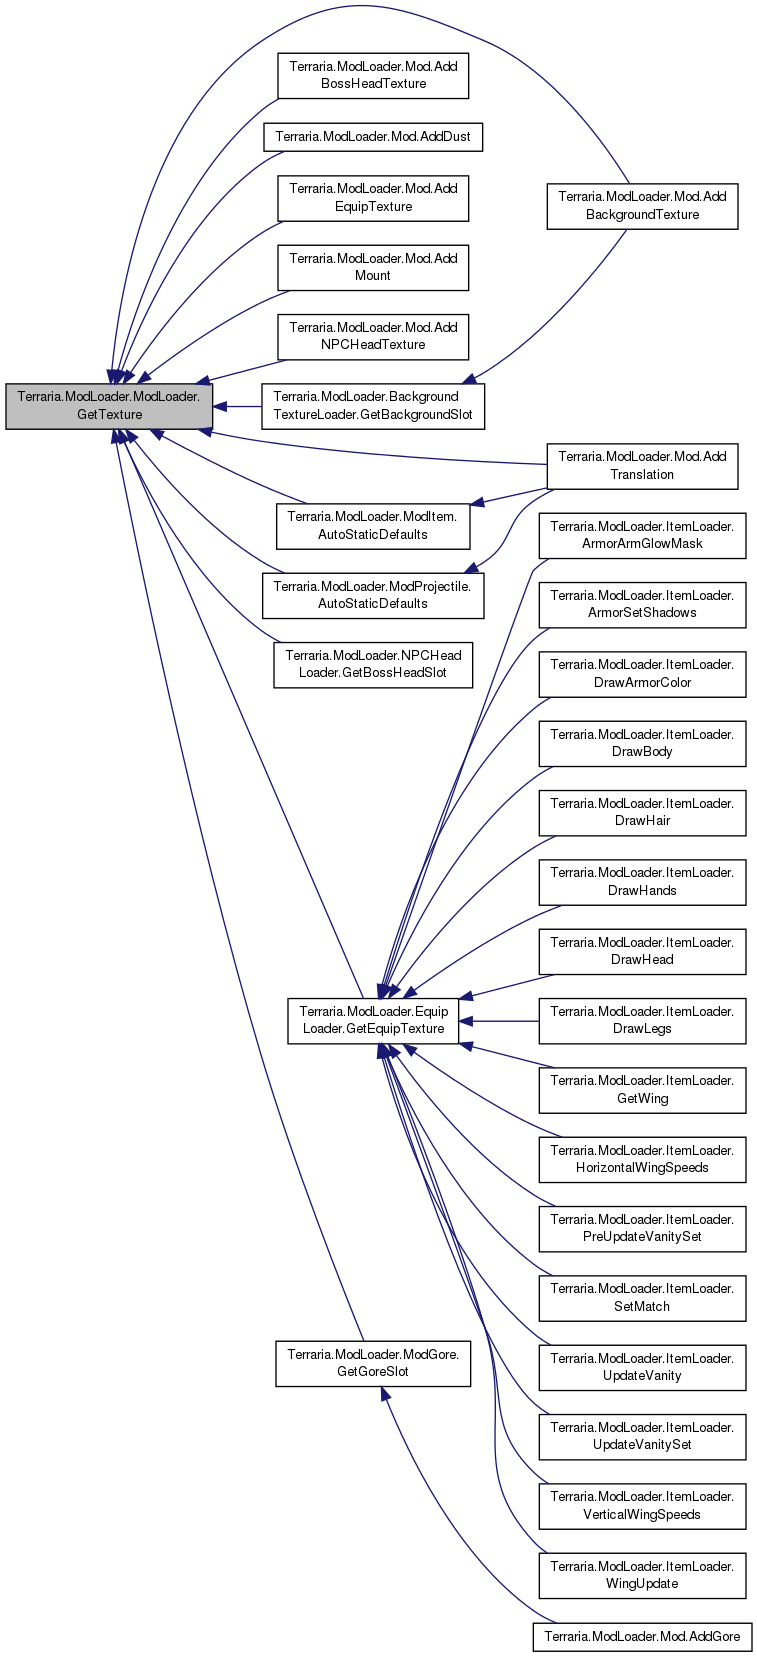 Terraria.ModLoader.ModLoader.
GetTexture
Terraria.ModLoader.Mod.Add
BossHeadTexture
Terraria.ModLoader.Mod.AddDust
Terraria.ModLoader.Mod.Add
EquipTexture
Terraria.ModLoader.Mod.Add
Mount
Terraria.ModLoader.Mod.Add
NPCHeadTexture
Terraria.ModLoader.Background
TextureLoader.GetBackgroundSlot
Terraria.ModLoader.ModItem.
AutoStaticDefaults
Terraria.ModLoader.ModProjectile.
AutoStaticDefaults
Terraria.ModLoader.NPCHead
Loader.GetBossHeadSlot
Terraria.ModLoader.Equip
Loader.GetEquipTexture
Terraria.ModLoader.ModGore.
GetGoreSlot
Terraria.ModLoader.Mod.Add
BackgroundTexture
Terraria.ModLoader.Mod.Add
Translation
Terraria.ModLoader.ItemLoader.
ArmorArmGlowMask
Terraria.ModLoader.ItemLoader.
ArmorSetShadows
Terraria.ModLoader.ItemLoader.
DrawArmorColor
Terraria.ModLoader.ItemLoader.
DrawBody
Terraria.ModLoader.ItemLoader.
DrawHair
Terraria.ModLoader.ItemLoader.
DrawHands
Terraria.ModLoader.ItemLoader.
DrawHead
Terraria.ModLoader.ItemLoader.
DrawLegs
Terraria.ModLoader.ItemLoader.
GetWing
Terraria.ModLoader.ItemLoader.
HorizontalWingSpeeds
Terraria.ModLoader.ItemLoader.
PreUpdateVanitySet
Terraria.ModLoader.ItemLoader.
SetMatch
Terraria.ModLoader.ItemLoader.
UpdateVanity
Terraria.ModLoader.ItemLoader.
UpdateVanitySet
Terraria.ModLoader.ItemLoader.
VerticalWingSpeeds
Terraria.ModLoader.ItemLoader.
WingUpdate
Terraria.ModLoader.Mod.AddGore